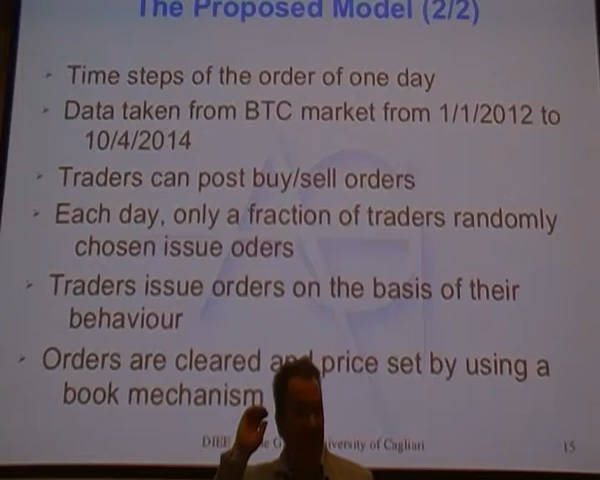 The Proposed Model (2/2)
Time steps of the order of one day
Data taken from BTC market from 1/1/2012 to
10/4/2014
Traders can post buy/sell orders
Each day, only a fraction of traders randomly
chosen issue oders
Traders issue orders on the basis of their
behaviour
Orders are cleared and price set by using a
book mechanism
DIEE University of Cagliari 15